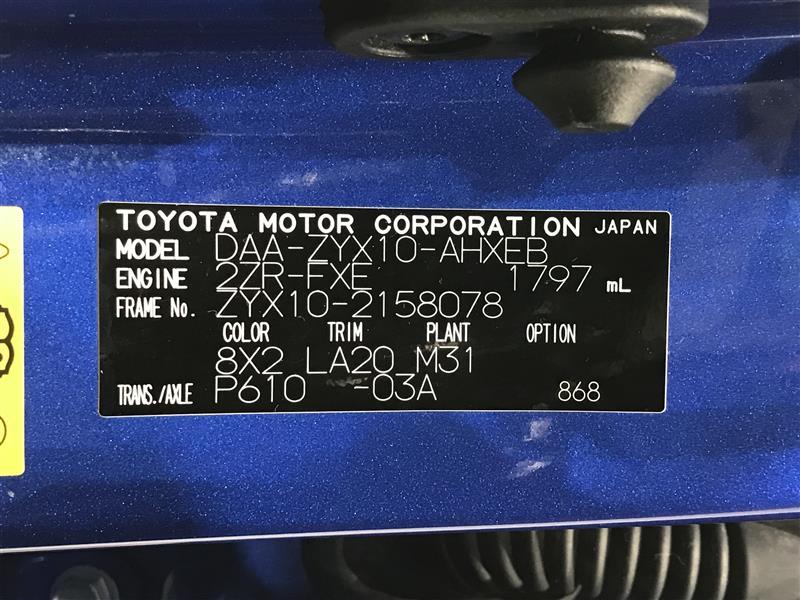 TOYOTA MOTOR CORPORATION JAPAN
MODEL DAA-ZYX10-AHXEB
ENGINE 2ZR-FXE 1797 mL
FRAME No. ZYX10-2158078
COLOR TRIM PLANT OPTION
8X2 LA20 M31
TRANS./AXLE P610 -03A 868